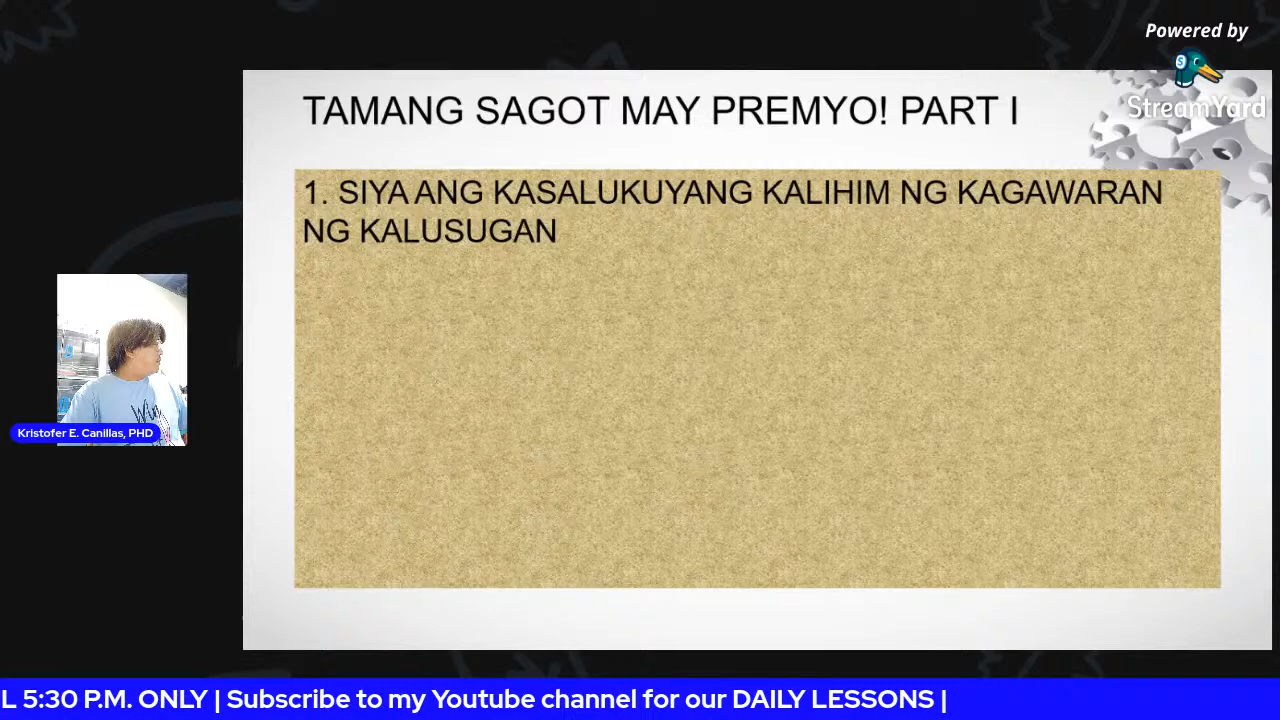 Powered by
StreamYard
TAMANG SAGOT MAY PREMYO! PART I
1. SIYA ANG KASALUKUYANG KALIHIM NG KAGAWARAN
NG KALUSUGAN
Kristofer E. Canillas, PHD
L 5:30 P.M. ONLY | Subscribe to my Youtube channel for our DAILY LESSONS |